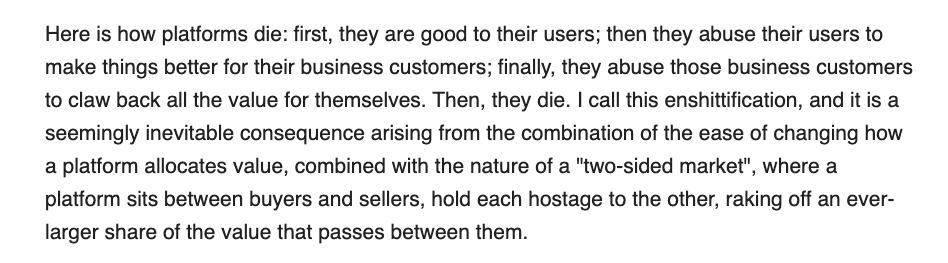 Here is how platforms die: first, they are good to their users; then they abuse their users to
make things better for their business customers; finally, they abuse those business customers
to claw back all the value for themselves. Then, they die. I call this enshittification, and it is a
seemingly inevitable consequence arising from the combination of the ease of changing how
a platform allocates value, combined with the nature of a "two-sided market", where a
platform sits between buyers and sellers, hold each hostage to the other, raking off an ever-
larger share of the value that passes between them.